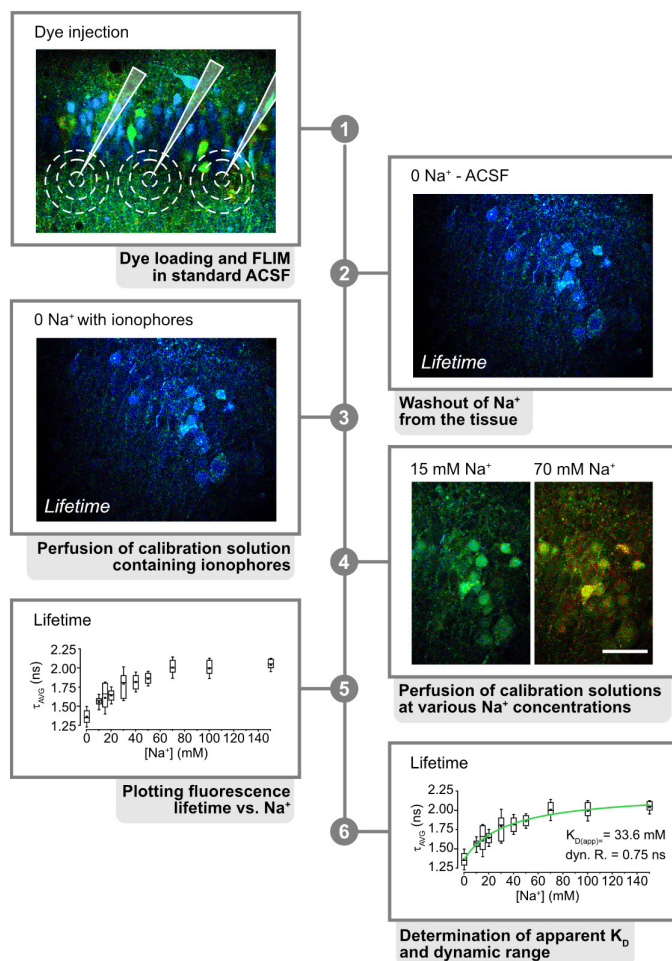 Dye injection
1
Dye loading and FLIM
in standard ACSF
0 Na⁺ - ACSF
2
Lifetime
Washout of Na⁺
from the tissue
0 Na⁺ with ionophores
3
Lifetime
Perfusion of calibration solution
containing ionophores
15 mM Na⁺
70 mM Na⁺
4
Perfusion of calibration solutions
at various Na⁺ concentrations
Lifetime
τAVG (ns)
2.25
2.00
1.75
1.50
1.25
0 20 40 60 80 100 120 140
[Na⁺] (mM)
5
Plotting fluorescence
lifetime vs. Na⁺
6
Lifetime
τAVG (ns)
2.25
2.00
1.75
1.50
1.25
K_D(app)= = 33.6 mM
dyn. R. = 0.75 ns
0 20 40 60 80 100 120 140
[Na⁺] (mM)
Determination of apparent K_D
and dynamic range